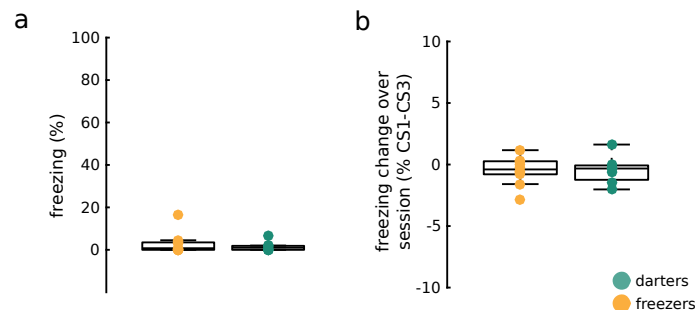 a
100
80
60
40
20
0
freezing (%)
b
10
5
0
-5
-10
freezing change over
session (% CS1-CS3)
darters
freezers